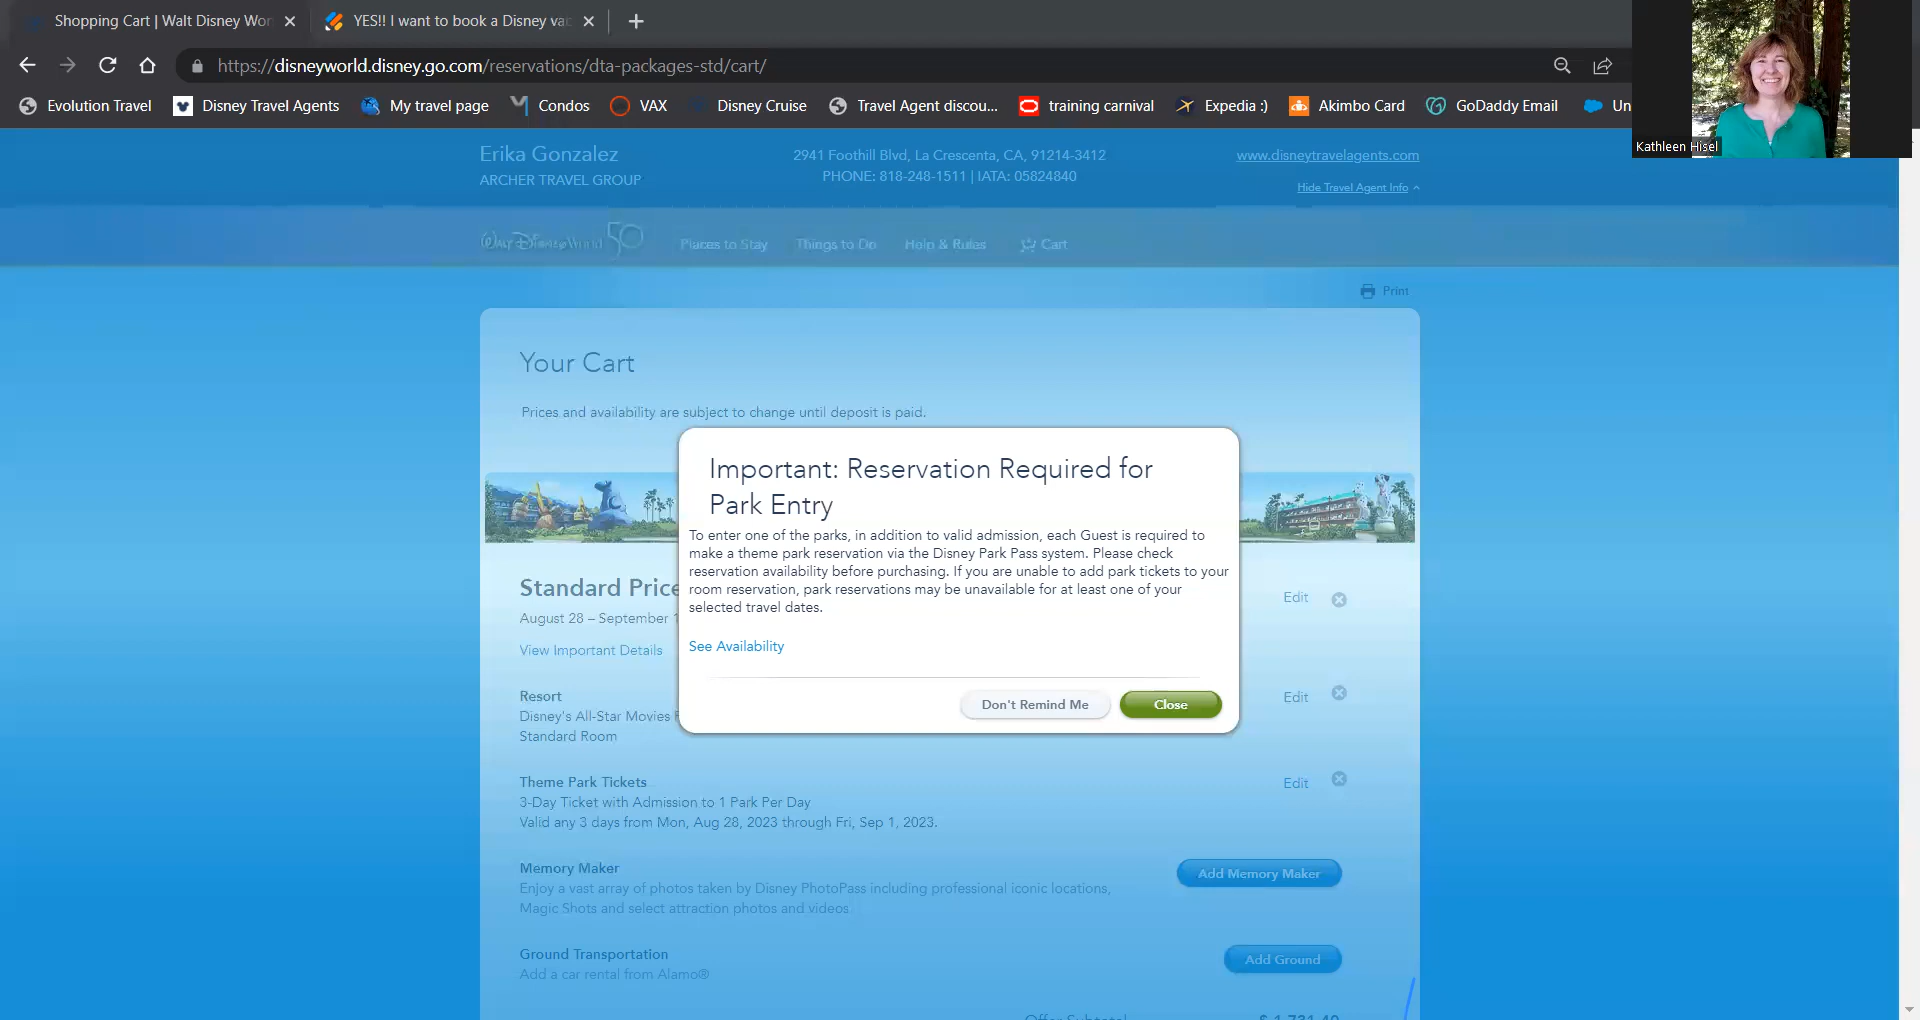 Shopping Cart | Walt Disney Wor
YES!! I want to book a Disney vac
https://disneyworld.disney.go.com/reservations/dta-packages-std/cart/
Evolution Travel
Disney Travel Agents
My travel page
Condos
VAX
Disney Cruise
Travel Agent discou...
training carnival
Expedia :)
Akimbo Card
GoDaddy Email
Un
Kathleen Hisel
Erika Gonzalez
ARCHER TRAVEL GROUP
2941 Foothill Blvd, La Crescenta, CA, 91214-3412
PHONE: 818-248-1511 | IATA: 05824840
www.disneytravelagents.com
Hide Travel Agent Info
Walt Disney World 50
Places to Stay
Things to Do
Help & Rules
Cart
Print
Your Cart
Prices and availability are subject to change until deposit is paid.
Important: Reservation Required for
Park Entry
To enter one of the parks, in addition to valid admission, each Guest is required to
make a theme park reservation via the Disney Park Pass system. Please check
reservation availability before purchasing. If you are unable to add park tickets to your
room reservation, park reservations may be unavailable for at least one of your
selected travel dates.
See Availability
Don't Remind Me
Close
Standard Price
August 28 – September 1
View Important Details
Edit
Resort
Disney's All-Star Movies
Standard Room
Edit
Theme Park Tickets
3-Day Ticket with Admission to 1 Park Per Day
Valid any 3 days from Mon, Aug 28, 2023 through Fri, Sep 1, 2023.
Edit
Memory Maker
Enjoy a vast array of photos taken by Disney PhotoPass including professional iconic locations,
Magic Shots and select attraction photos and videos
Add Memory Maker
Ground Transportation
Add a car rental from Alamo®
Add Ground
Offer Subtotal
$ 1,731.40